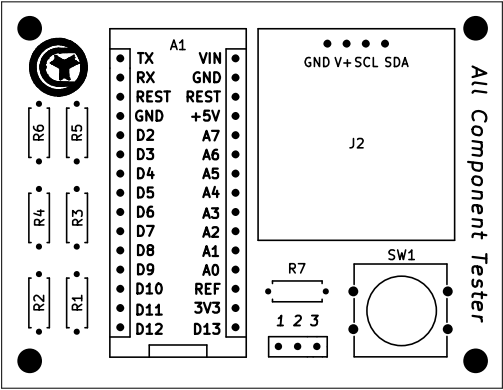 A1
TX VIN
RX GND
REST REST
GND +5V
D2 A7
D3 A6
D4 A5
D5 A4
D6 A3
D7 A2
D8 A1
D9 A0
D10 REF
D11 3V3
D12 D13
R6 R5
R4 R3
R2 R1
GND V+ SCL SDA
J2
R7
1 2 3
SW1
All Component Tester